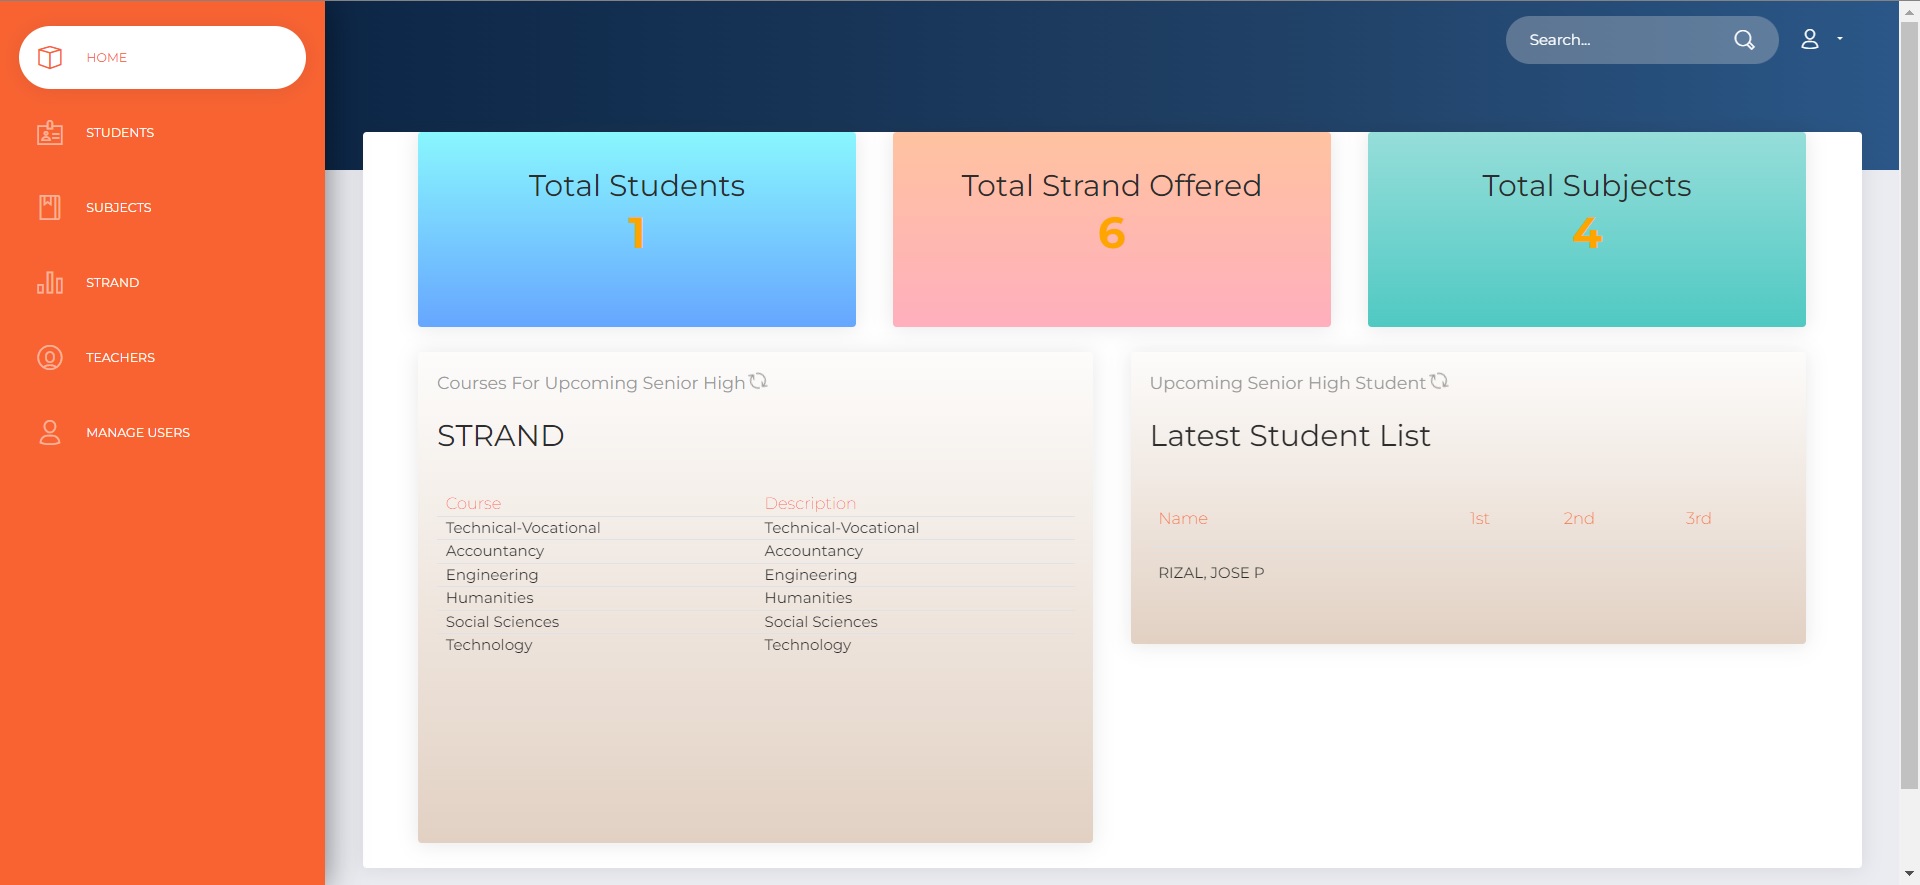 HOME
STUDENTS
SUBJECTS
STRAND
TEACHERS
MANAGE USERS
Search...
Total Students
1
Total Strand Offered
6
Total Subjects
4
Courses For Upcoming Senior High
STRAND
Course Description
Technical-Vocational Technical-Vocational
Accountancy Accountancy
Engineering Engineering
Humanities Humanities
Social Sciences Social Sciences
Technology Technology
Upcoming Senior High Student
Latest Student List
Name 1st 2nd 3rd
RIZAL, JOSE P